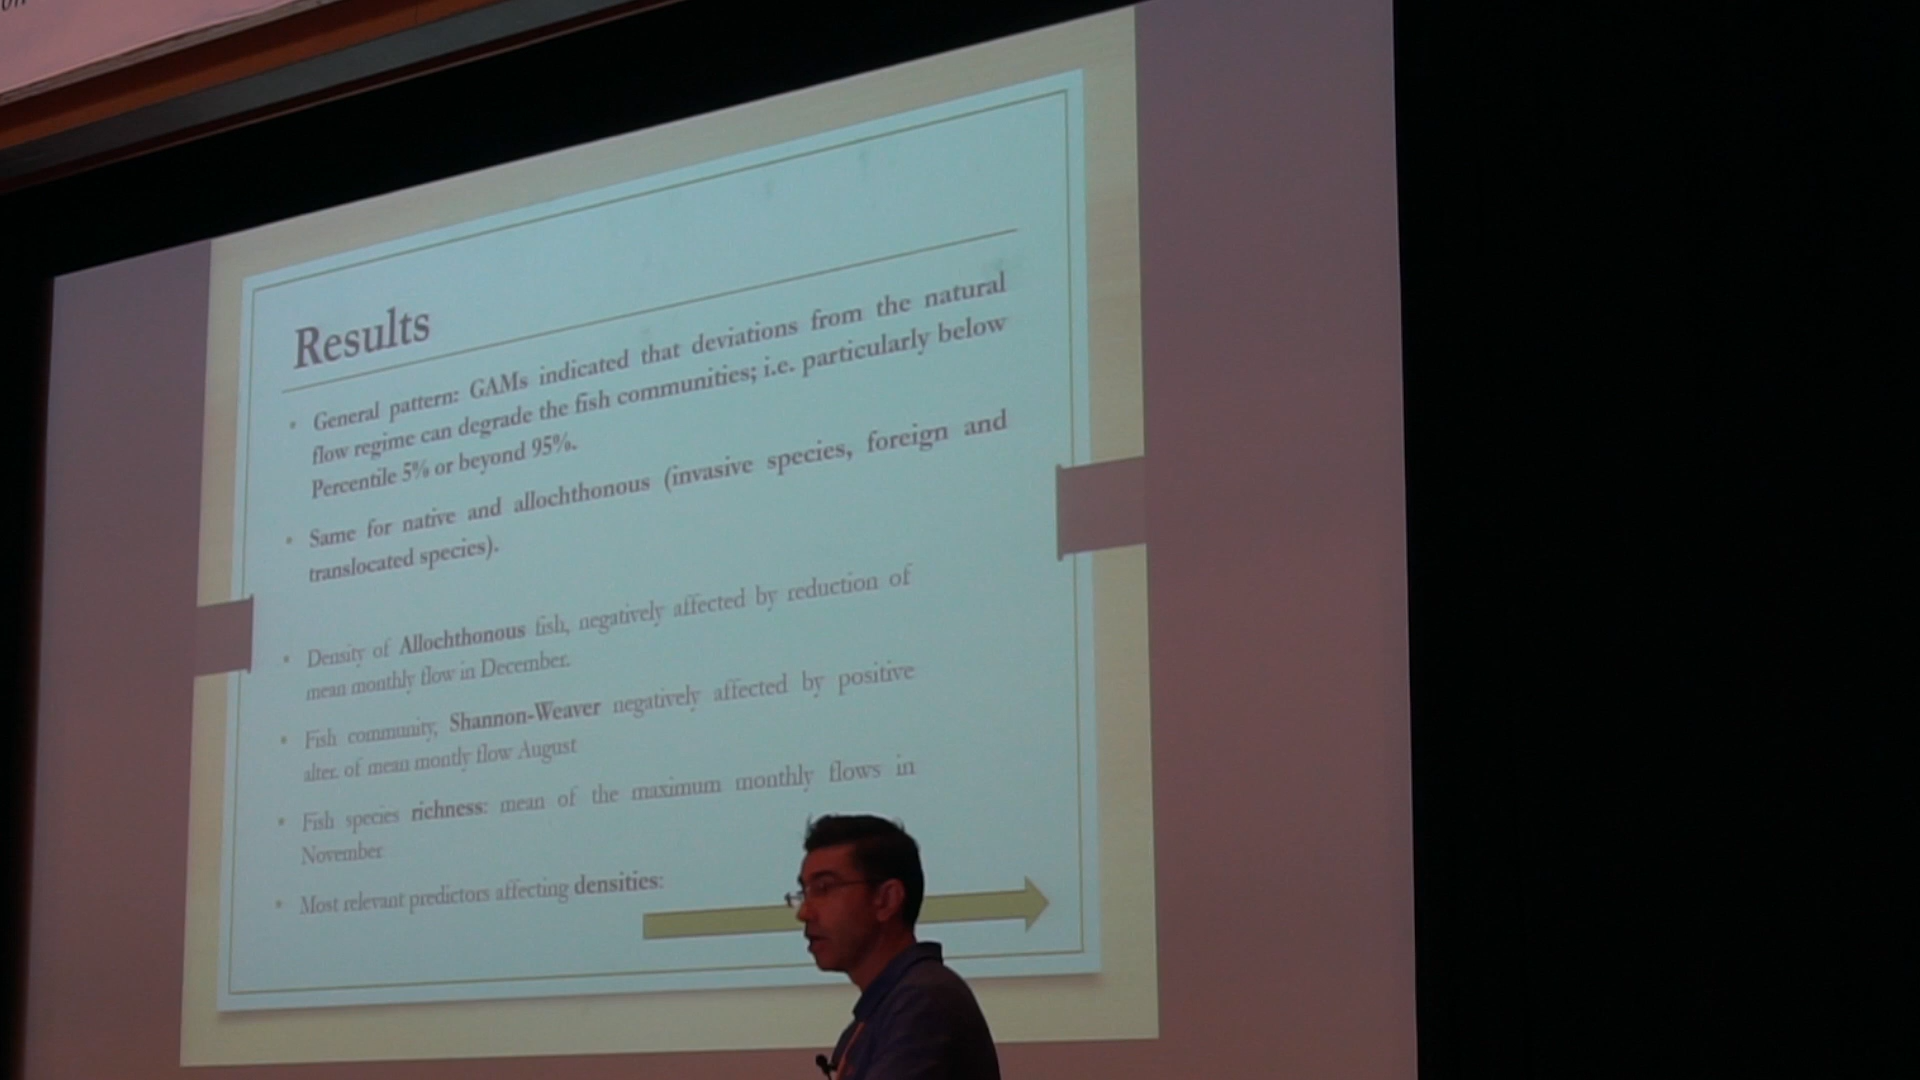 Results
• General pattern: GAMs indicated that deviations from the natural
flow regime can degrade the fish communities; i.e. particularly below
Percentile 5% or beyond 95%.
• Same for native and allochthonous (invasive species, foreign and
translocated species).
• Density of Allochthonous fish, negatively affected by reduction of
mean monthly flow in December.
• Fish community, Shannon-Weaver negatively affected by positive
alter. of mean montly flow August
• Fish species richness: mean of the maximum monthly flows in
November
• Most relevant predictors affecting densities: